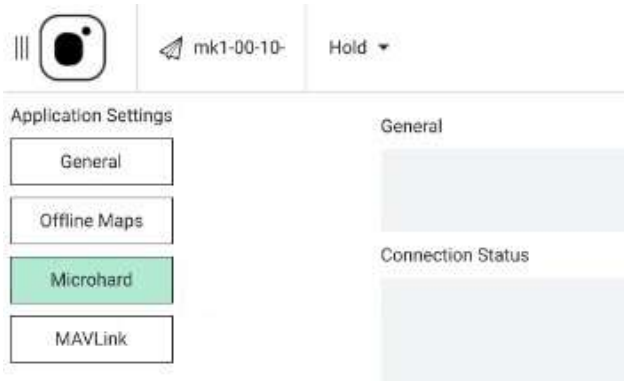 mk1-00-10-
Hold
Application Settings
General
Offline Maps
Microhard
MAVLink
General
Connection Status